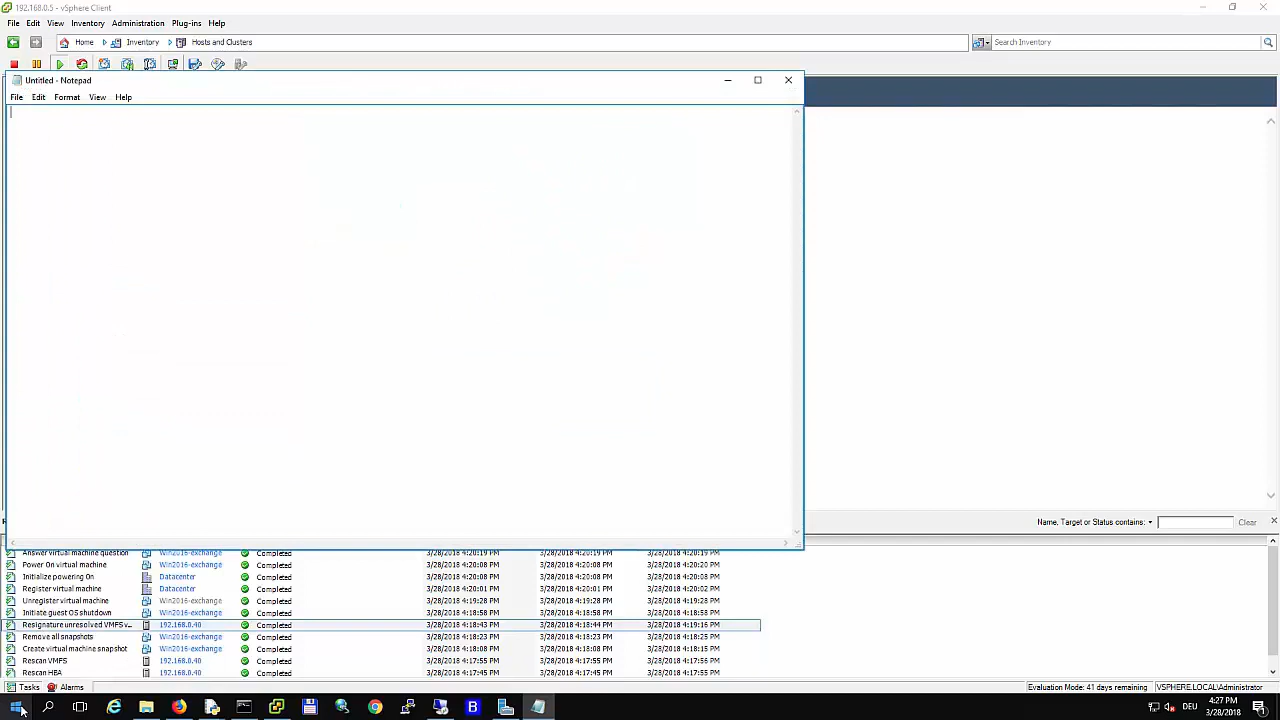 192.168.0.5 - vSphere Client
File Edit View Inventory Administration Plug-ins Help
Home Inventory Hosts and Clusters Search Inventory
Untitled - Notepad
File Edit Format View Help
Name, Target or Status contains: Clear
Answer virtual machine question Win2016-exchange Completed 3/28/2018 4:20:19 PM 3/28/2018 4:20:19 PM 3/28/2018 4:20:19 PM
Power On virtual machine Win2016-exchange Completed 3/28/2018 4:20:08 PM 3/28/2018 4:20:08 PM 3/28/2018 4:20:20 PM
Initialize powering On Datacenter Completed 3/28/2018 4:20:08 PM 3/28/2018 4:20:08 PM 3/28/2018 4:20:08 PM
Register virtual machine Datacenter Completed 3/28/2018 4:20:01 PM 3/28/2018 4:20:01 PM 3/28/2018 4:20:02 PM
Unregister virtual machine Win2016-exchange Completed 3/28/2018 4:19:28 PM 3/28/2018 4:19:28 PM 3/28/2018 4:19:28 PM
Initiate guest OS shutdown Win2016-exchange Completed 3/28/2018 4:18:58 PM 3/28/2018 4:18:58 PM 3/28/2018 4:18:58 PM
Resignature unresolved VMFS v... 192.168.0.40 Completed 3/28/2018 4:18:43 PM 3/28/2018 4:18:44 PM 3/28/2018 4:19:16 PM
Remove all snapshots Win2016-exchange Completed 3/28/2018 4:18:23 PM 3/28/2018 4:18:23 PM 3/28/2018 4:18:25 PM
Create virtual machine snapshot Win2016-exchange Completed 3/28/2018 4:18:08 PM 3/28/2018 4:18:08 PM 3/28/2018 4:18:15 PM
Rescan VMFS 192.168.0.40 Completed 3/28/2018 4:17:55 PM 3/28/2018 4:17:55 PM 3/28/2018 4:17:56 PM
Rescan HBA 192.168.0.40 Completed 3/28/2018 4:17:45 PM 3/28/2018 4:17:45 PM 3/28/2018 4:17:55 PM
Tasks Alarms Evaluation Mode: 41 days remaining VSPHERE.LOCAL\Administrator
B DEU 4:27 PM
3/28/2018